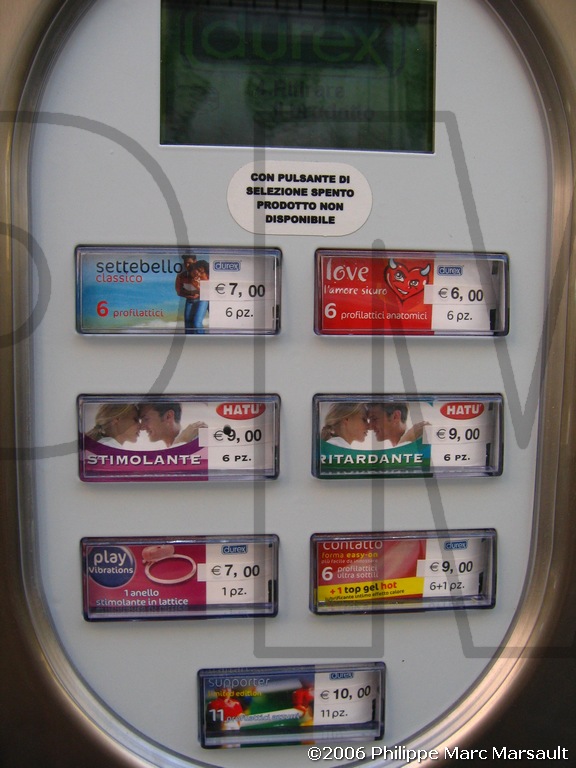 durex
CON PULSANTE DI
SELEZIONE SPENTO
PRODOTTO NON
DISPONIBILE
settebello
classico
durex
€ 7, 00
6 profilattici
6 pz.
love
l'amore sicuro
durex
€ 6, 00
6 profilattici anatomici
6 pz.
HATÜ
€ 9, 00
STIMOLANTE
6 PZ.
HATÜ
€ 9, 00
RITARDANTE
6 PZ.
play
Vibrations
durex
€ 7, 00
1 anello
stimolante in lattice
1 pz.
contatto
forma easy-on
durex
€ 9, 00
6 profilattici
ultra sottili
+ 1 top gel hot
6+1 pz.
supporter
limited edition
durex
€ 10, 00
11 profilattici
11 pz.
©2006 Philippe Marc Marsault